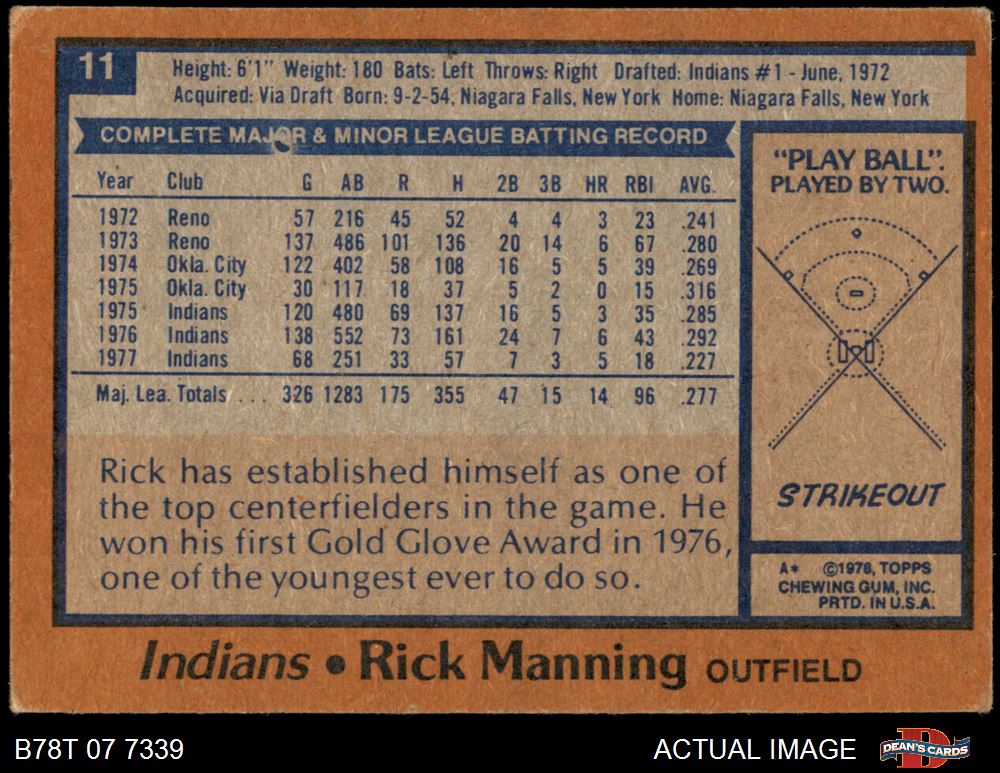 11
Height: 6'1" Weight: 180 Bats: Left Throws: Right Drafted: Indians #1 - June, 1972
Acquired: Via Draft Born: 9-2-54, Niagara Falls, New York Home: Niagara Falls, New York
COMPLETE MAJOR & MINOR LEAGUE BATTING RECORD
Year Club G AB R H 2B 3B HR RBI AVG.
1972 Reno 57 216 45 52 4 4 3 23 .241
1973 Reno 137 486 101 136 20 14 6 67 .280
1974 Okla. City 122 402 58 108 16 5 5 39 .269
1975 Okla. City 30 117 18 37 5 2 0 15 .316
1975 Indians 120 480 69 137 16 5 3 35 .285
1976 Indians 138 552 73 161 24 7 6 43 .292
1977 Indians 68 251 33 57 7 3 5 18 .227
Maj. Lea. Totals . . . 326 1283 175 355 47 15 14 96 .277
Rick has established himself as one of
the top centerfielders in the game. He
won his first Gold Glove Award in 1976,
one of the youngest ever to do so.
"PLAY BALL".
PLAYED BY TWO.
STRIKEOUT
A* ©1978, TOPPS
CHEWING GUM, INC.
PRTD. IN U.S.A.
Indians • Rick Manning OUTFIELD
B78T 07 7339
ACTUAL IMAGE
DEAN'S CARDS